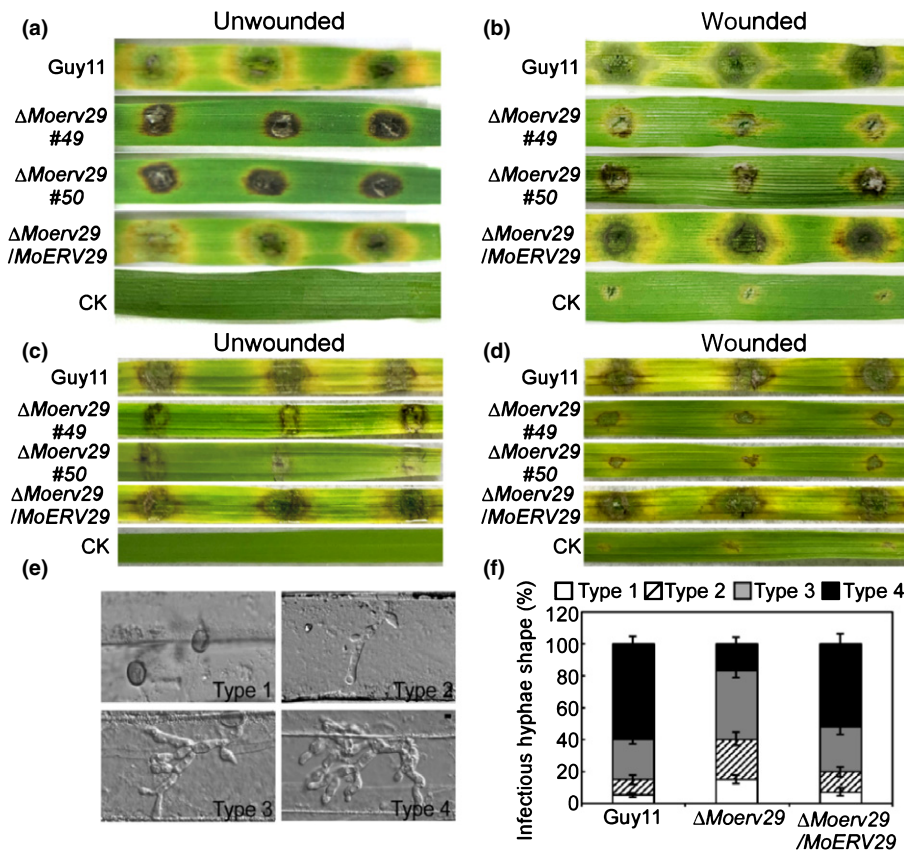 (a)
Unwounded
Guy11
ΔMoerv29
#49
ΔMoerv29
#50
ΔMoerv29
/MoERV29
CK
(b)
Wounded
Guy11
ΔMoerv29
#49
ΔMoerv29
#50
ΔMoerv29
/MoERV29
CK
(c)
Unwounded
Guy11
ΔMoerv29
#49
ΔMoerv29
#50
ΔMoerv29
/MoERV29
CK
(d)
Wounded
Guy11
ΔMoerv29
#49
ΔMoerv29
#50
ΔMoerv29
/MoERV29
CK
(e)
Type 1
Type 2
Type 3
Type 4
(f)
Type 1 Type 2 Type 3 Type 4
Infectious hyphae shape (%)
120
100
80
60
40
20
0
Guy11
ΔMoerv29
ΔMoerv29
/MoERV29